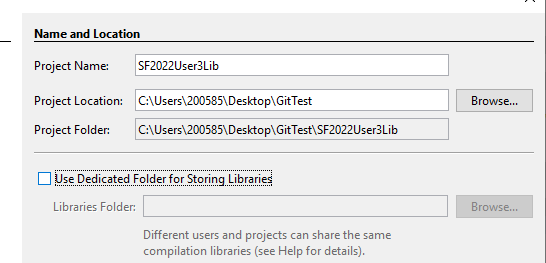 Name and Location
Project Name: SF2022User3Lib
Project Location: C:\Users\200585\Desktop\GitTest Browse...
Project Folder: C:\Users\200585\Desktop\GitTest\SF2022User3Lib
Use Dedicated Folder for Storing Libraries
Libraries Folder: Browse...
Different users and projects can share the same
compilation libraries (see Help for details).